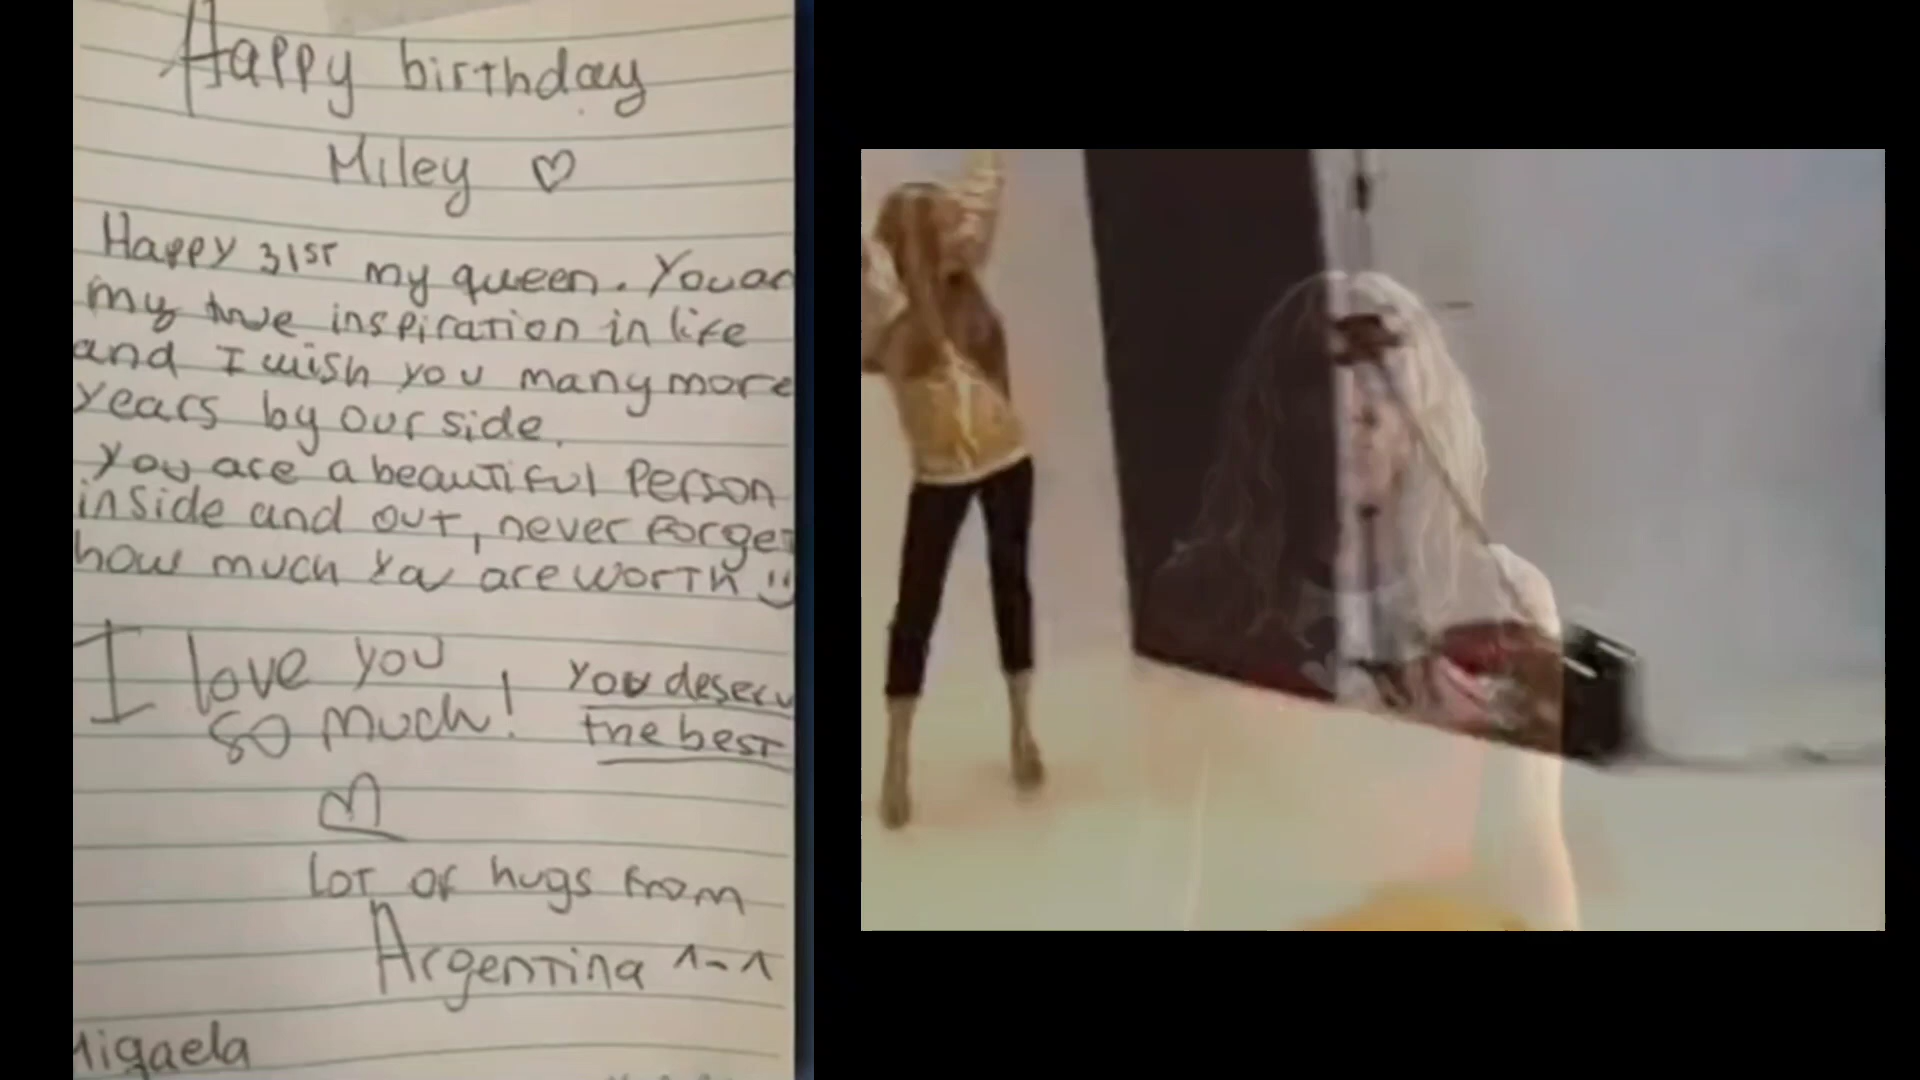 Happy birthday
Miley ♡
Happy 31st my queen. You ar
my true inspiration in life
and I wish you many more
years by our side.
You are a beautiful Person
inside and out, never forget
how much you are worth :)
I love you
so much!
You deserv
the best
♡
Lot of hugs from
Argentina ^-^